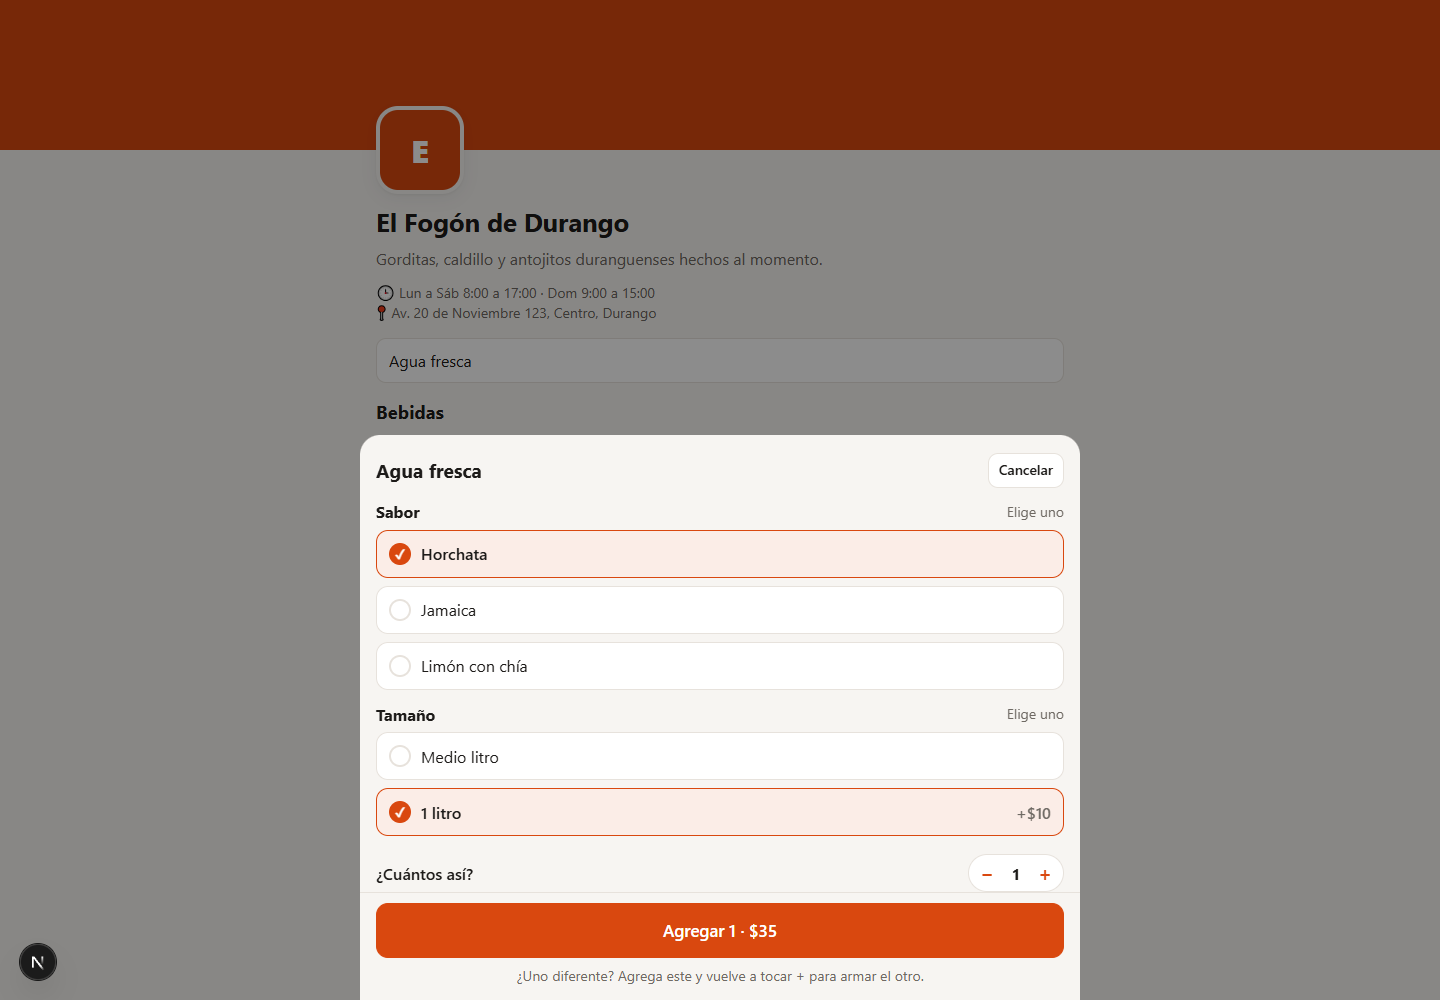 E
El Fogón de Durango
Gorditas, caldillo y antojitos duranguenses hechos al momento.
Lun a Sáb 8:00 a 17:00 · Dom 9:00 a 15:00
Av. 20 de Noviembre 123, Centro, Durango
Agua fresca
Bebidas
Agua fresca Cancelar
Sabor Elige uno
Horchata
Jamaica
Limón con chía
Tamaño Elige uno
Medio litro
1 litro +$10
¿Cuántos así? − 1 +
Agregar 1 · $35
¿Uno diferente? Agrega este y vuelve a tocar + para armar el otro.
N